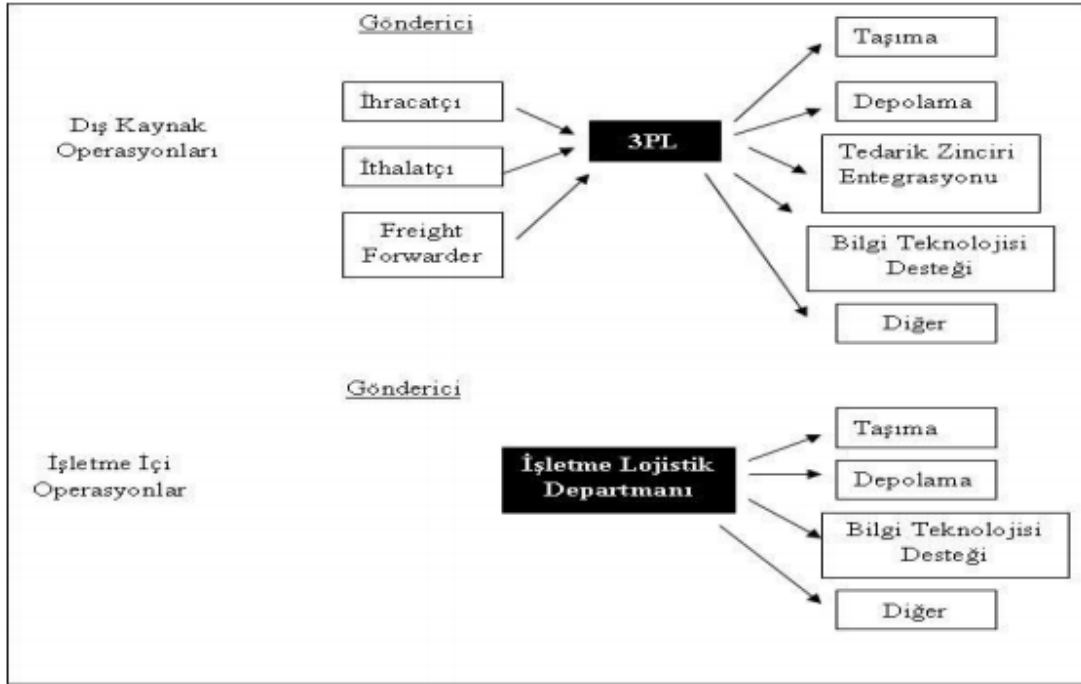 Gönderici
İhracatçı
İthalatçı
Freight
Forwarder
Dış Kaynak
Operasyonları
3PL
Taşıma
Depolama
Tedarik Zinciri
Entegrasyonu
Bilgi Teknolojisi
Desteği
Diğer
Gönderici
İşletme İçi
Operasyonlar
İşletme Lojistik
Departmanı
Taşıma
Depolama
Bilgi Teknolojisi
Desteği
Diğer